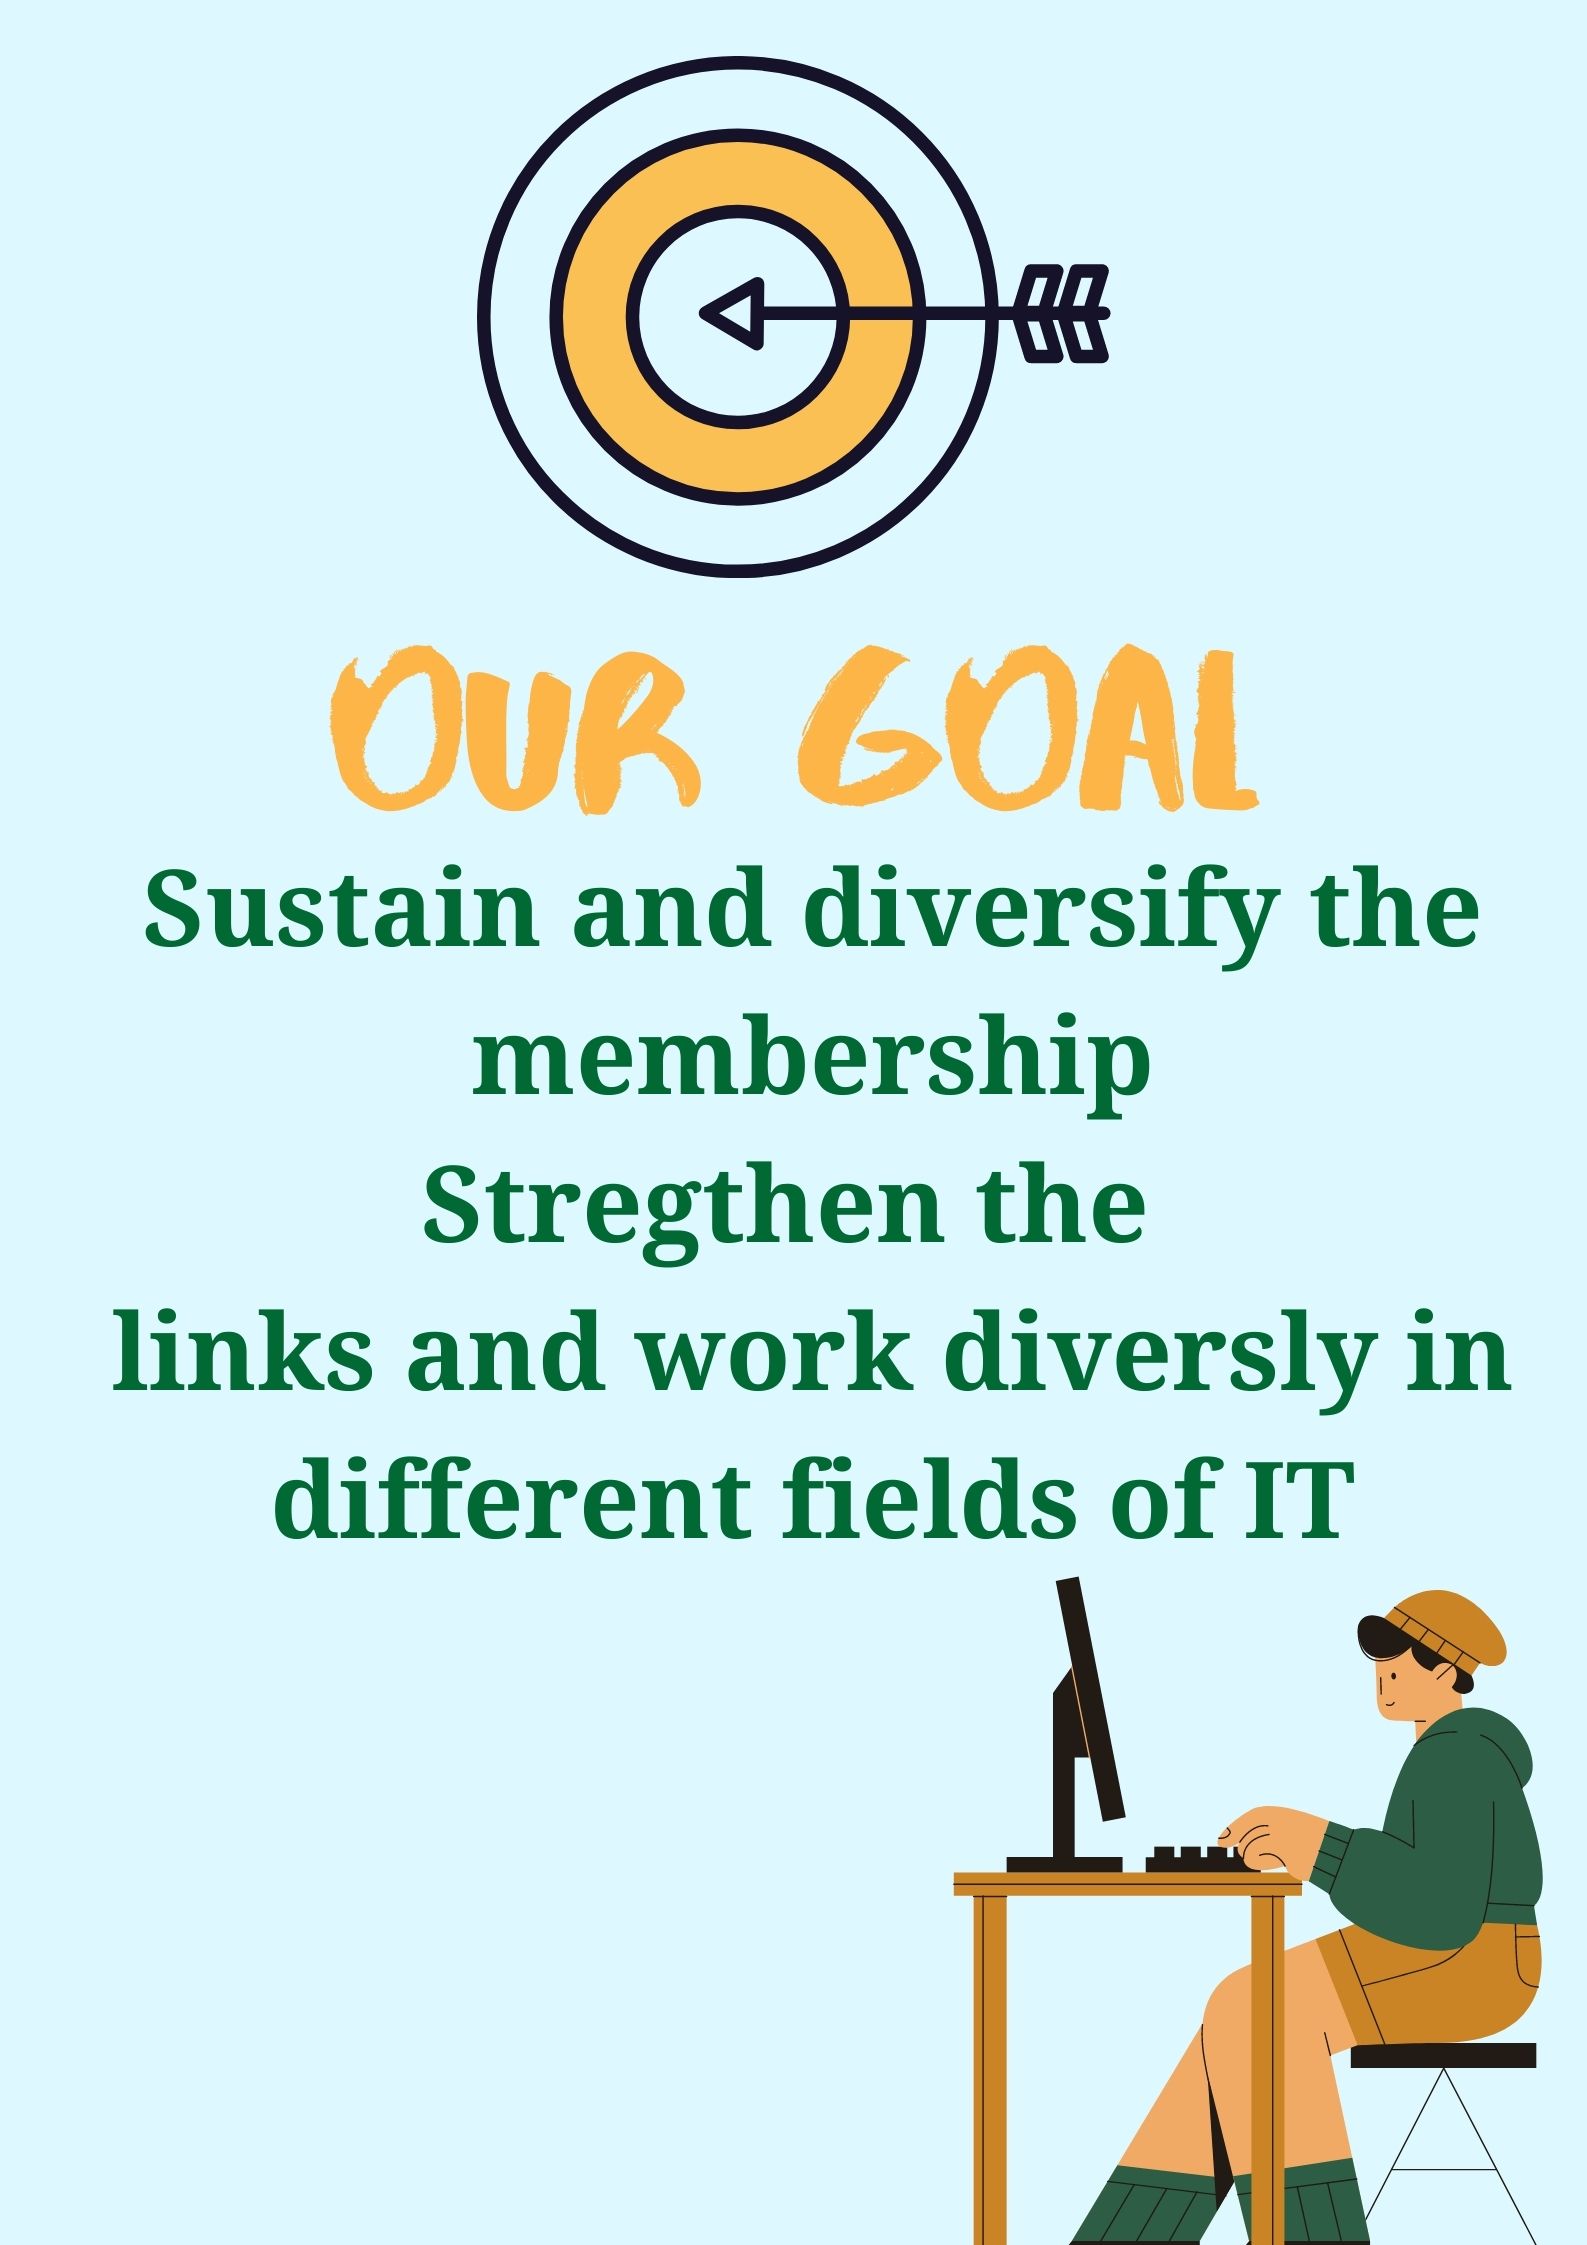 OUR GOAL
Sustain and diversify the
membership
Stregthen the
links and work diversly in
different fields of IT